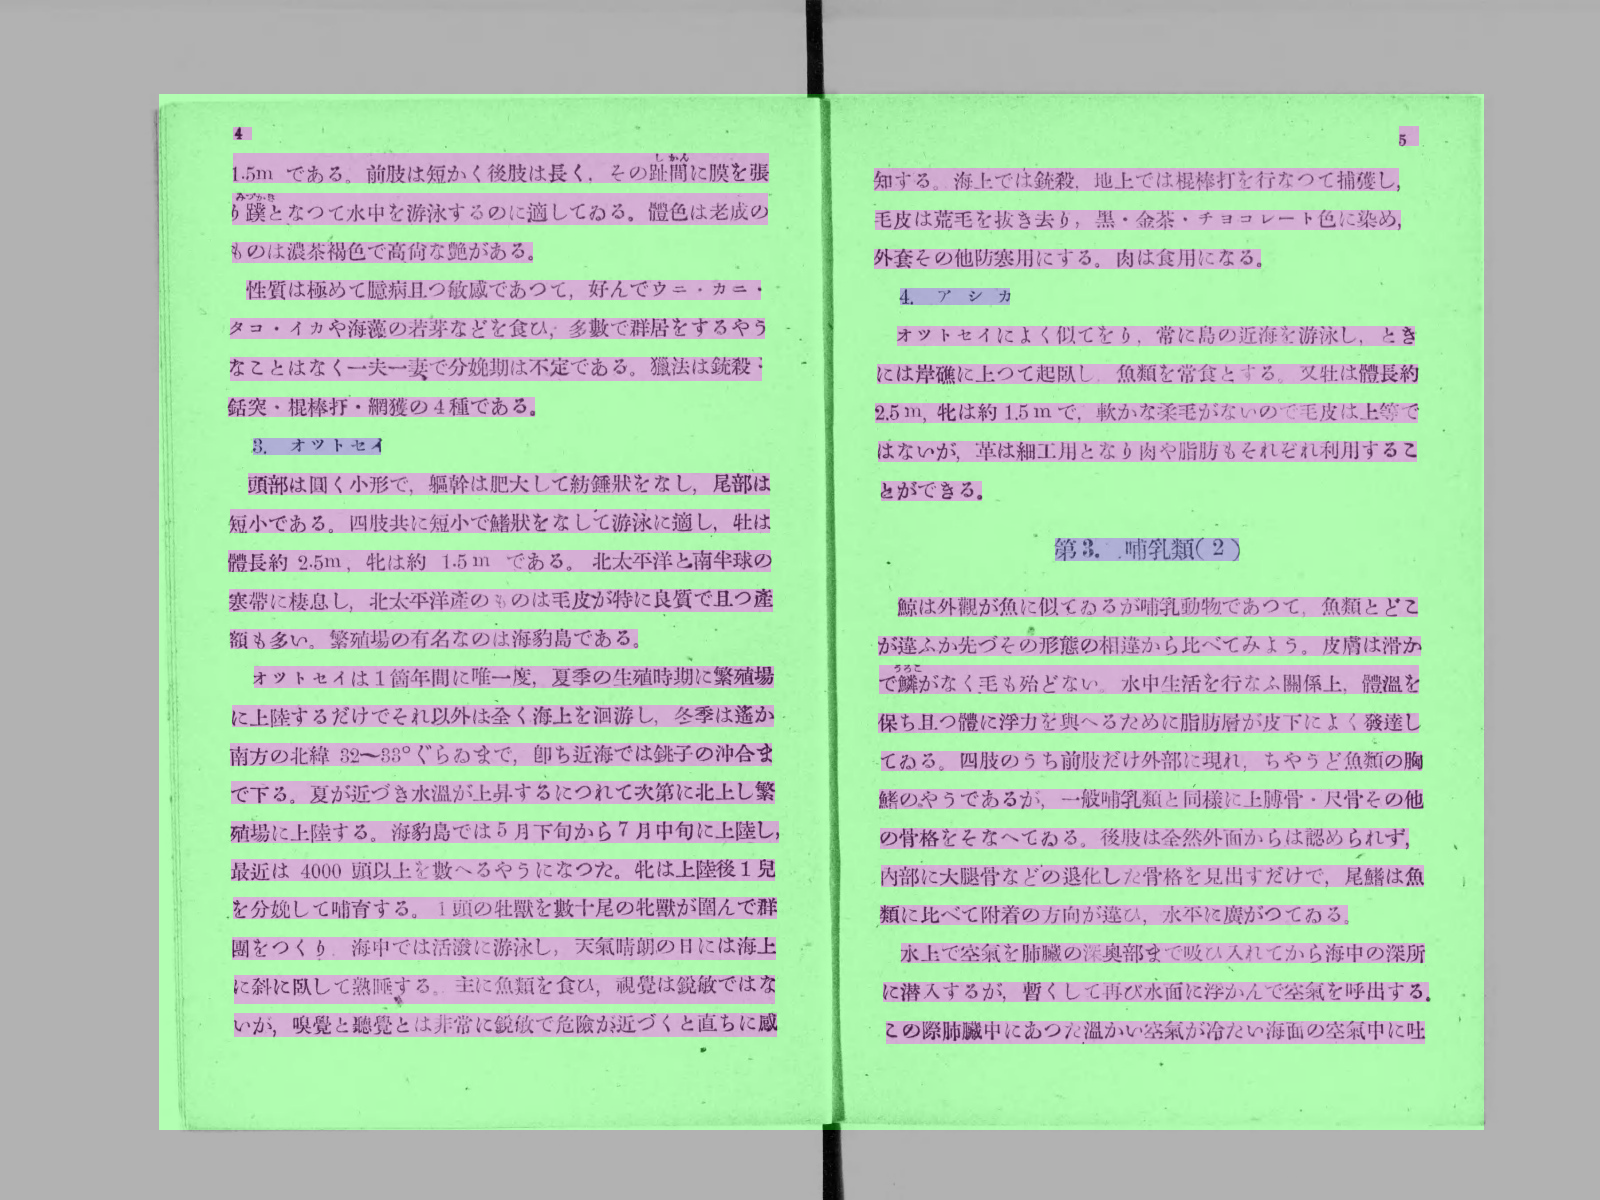 4
1.5m である。前肢は短かく後肢は長く，その趾間に膜を張
り蹼となつて水中を游泳するのに適してゐる。體色は老成の
ものは濃茶褐色で高尙な艶がある。
性質は極めて臆病且つ敏感であつて，好んでウニ・カニ・
タコ・イカや海藻の若芽などを食ひ，多數で群居をするやう
なことはなく一夫一妻で分娩期は不定である。獵法は銃殺・
銛突・棍棒打・網獲の4種である。
3. オツトセイ
頭部は圓く小形で，軀幹は肥大して紡錘狀をなし，尾部は
短小である。四肢共に短小で鰭狀をなして游泳に適し，牡は
體長約 2.5m，牝は約 1.5m である。北太平洋と南半球の
寒帶に棲息し，北太平洋產のものは毛皮が特に良質で且つ產
額も多い。繁殖場の有名なのは海豹島である。
オツトセイは1箇年間に唯一度，夏季の生殖時期に繁殖場
に上陸するだけでそれ以外は全く海上を洄游し，冬季は遙か
南方の北緯 32〜33°ぐらゐまで，卽ち近海では銚子の沖合ま
で下る。夏が近づき水溫が上昇するにつれて次第に北上し繁
殖場に上陸する。海豹島では5月下旬から7月中旬に上陸し，
最近は 4000 頭以上を數へるやうになつた。牝は上陸後1兒
を分娩して哺育する。1頭の牡獸を數十尾の牝獸が圍んで群
團をつくり，海中では活潑に游泳し，天氣晴朗の日には海上
に斜に臥して熟睡する。主に魚類を食ひ，視覺は鋭敏ではな
いが，嗅覺と聽覺とは非常に鋭敏で危險が近づくと直ちに感
5
知する。海上では銃殺，地上では棍棒打を行なつて捕獲し，
毛皮は荒毛を抜き去り，黑・金茶・チヨコレート色に染め，
外套その他防寒用にする。肉は食用になる。
4. アシカ
オツトセイによく似てをり，常に島の近海を游泳し，とき
には岸礁に上つて起臥し，魚類を常食とする。又牡は體長約
2.5m，牝は約1.5mで，軟かな柔毛がないので毛皮は上等で
はないが，革は細工用となり肉や脂肪もそれぞれ利用するこ
とができる。
第3. 哺乳類(2)
鯨は外觀が魚に似てゐるが哺乳動物であつて，魚類とどこ
が違ふか先づその形態の相違から比べてみよう。皮膚は滑か
で鱗がなく毛も殆どない。水中生活を行なふ關係上，體溫を
保ち且つ體に浮力を與へるために脂肪層が皮下によく發達し
てゐる。四肢のうち前肢だけ外部に現れ，ちやうど魚類の胸
鰭のやうであるが，一般哺乳類と同樣に上膊骨・尺骨その他
の骨格をそなへてゐる。後肢は全然外面からは認められず，
內部に大腿骨などの退化した骨格を見出すだけで，尾鰭は魚
類に比べて附着の方向が違ひ，水平に廣がつてゐる。
水上で空氣を肺臟の深奧部まで吸ひ入れてから海中の深所
に潜入するが，暫くして再び水面に浮かんで空氣を呼出する。
この際肺臟中にあつた溫かい空氣が冷たい海面の空氣中に吐